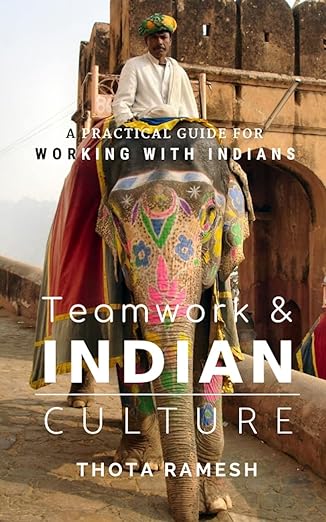 A PRACTICAL GUIDE FOR
WORKING WITH INDIANS
Teamwork &
INDIAN
CULTURE
THOTA RAMESH